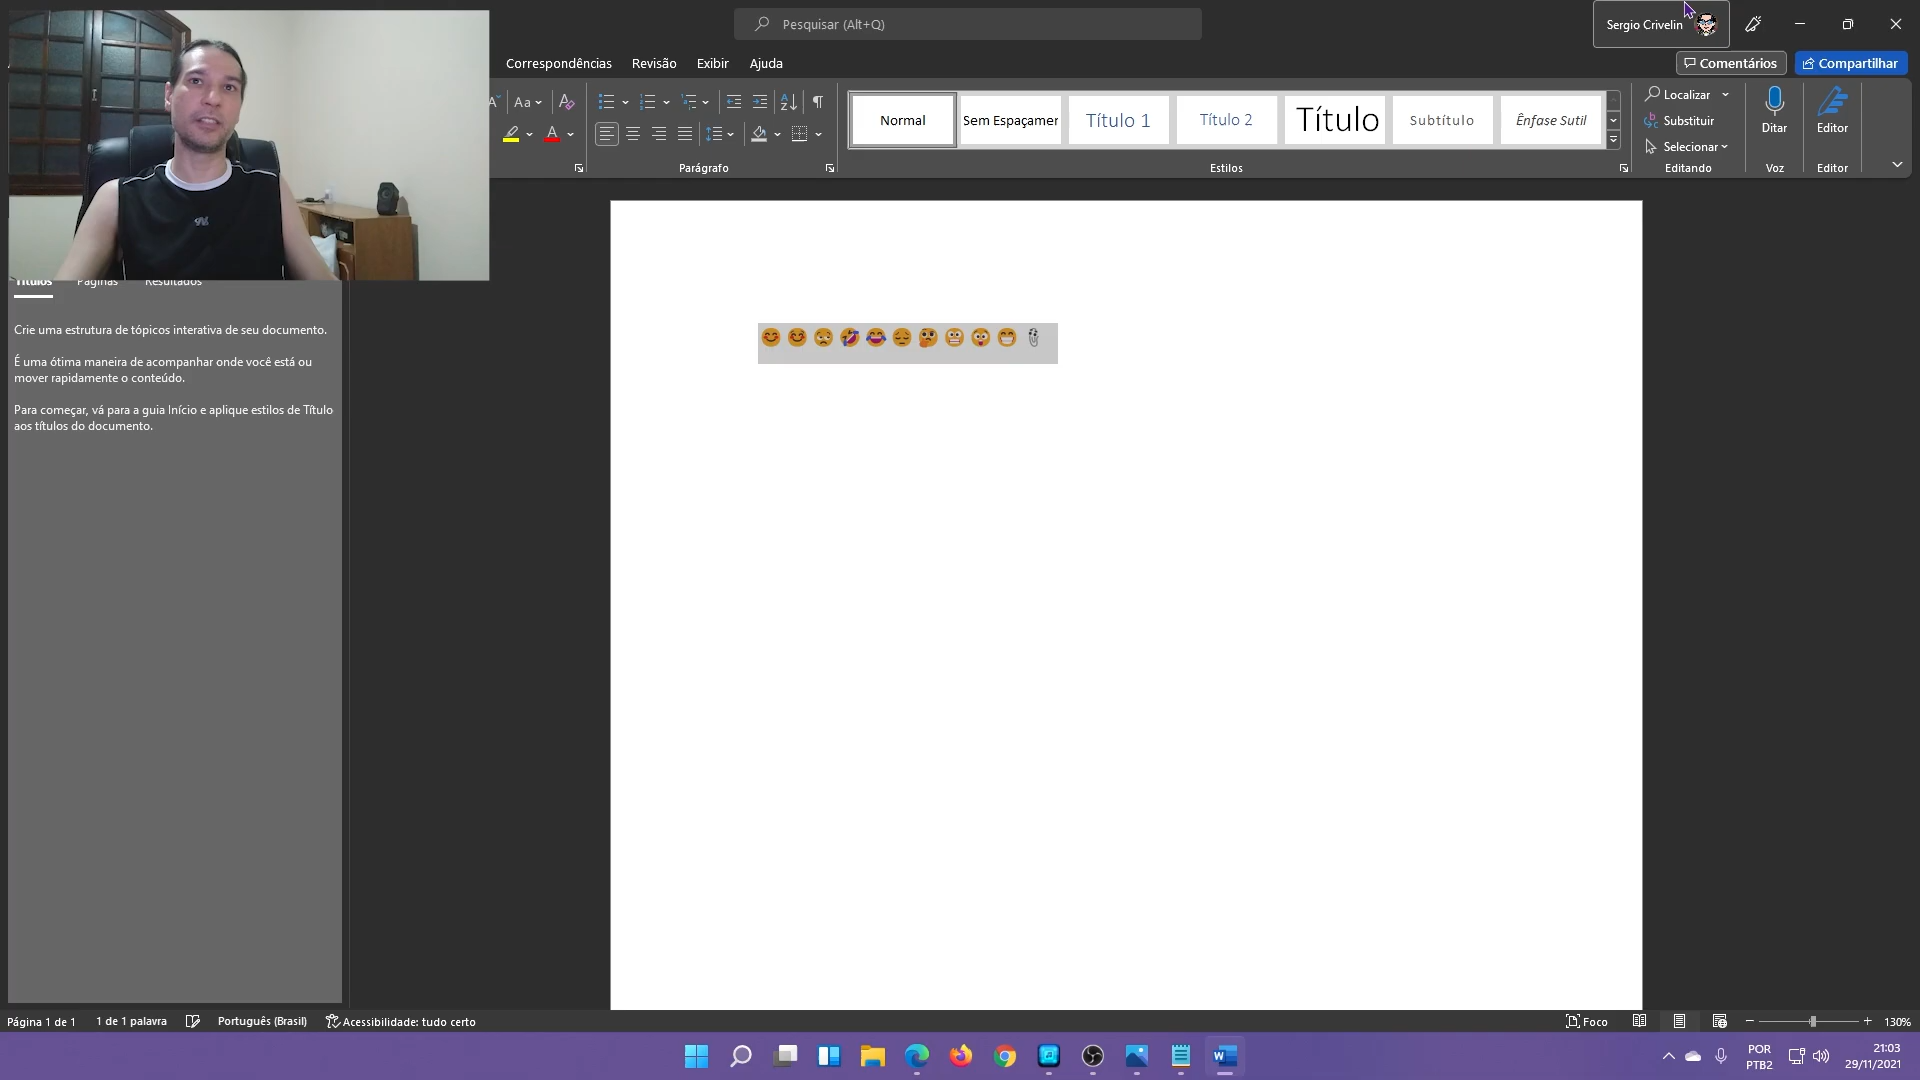 Pesquisar (Alt+Q)
Sergio Crivelin
Correspondências Revisão Exibir Ajuda
Comentários Compartilhar
Aa
Normal
Sem Espaçamer
Título 1
Título 2
Título
Subtítulo
Ênfase Sutil
Localizar
Substituir
Selecionar
Ditar
Editor
Parágrafo
Estilos
Editando
Voz
Editor
Títulos Páginas Resultados
Crie uma estrutura de tópicos interativa de seu documento.
É uma ótima maneira de acompanhar onde você está ou
mover rapidamente o conteúdo.
Para começar, vá para a guia Início e aplique estilos de Título
aos títulos do documento.
😊 😊 😟 🤣 😂 😔 🤔 😬 😜 😁
Página 1 de 1 1 de 1 palavra Português (Brasil) Acessibilidade: tudo certo
Foco 130%
POR
PTB2
21:03
29/11/2021